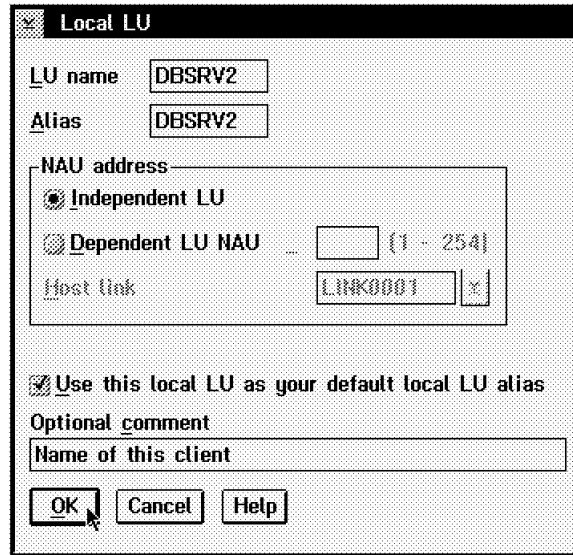 Local LU
LU name DBSRV2
Alias DBSRV2
NAU address
Independent LU
Dependent LU NAU (1 - 254)
Host link LINK0001
Use this local LU as your default local LU alias
Optional comment
Name of this client
OK Cancel Help